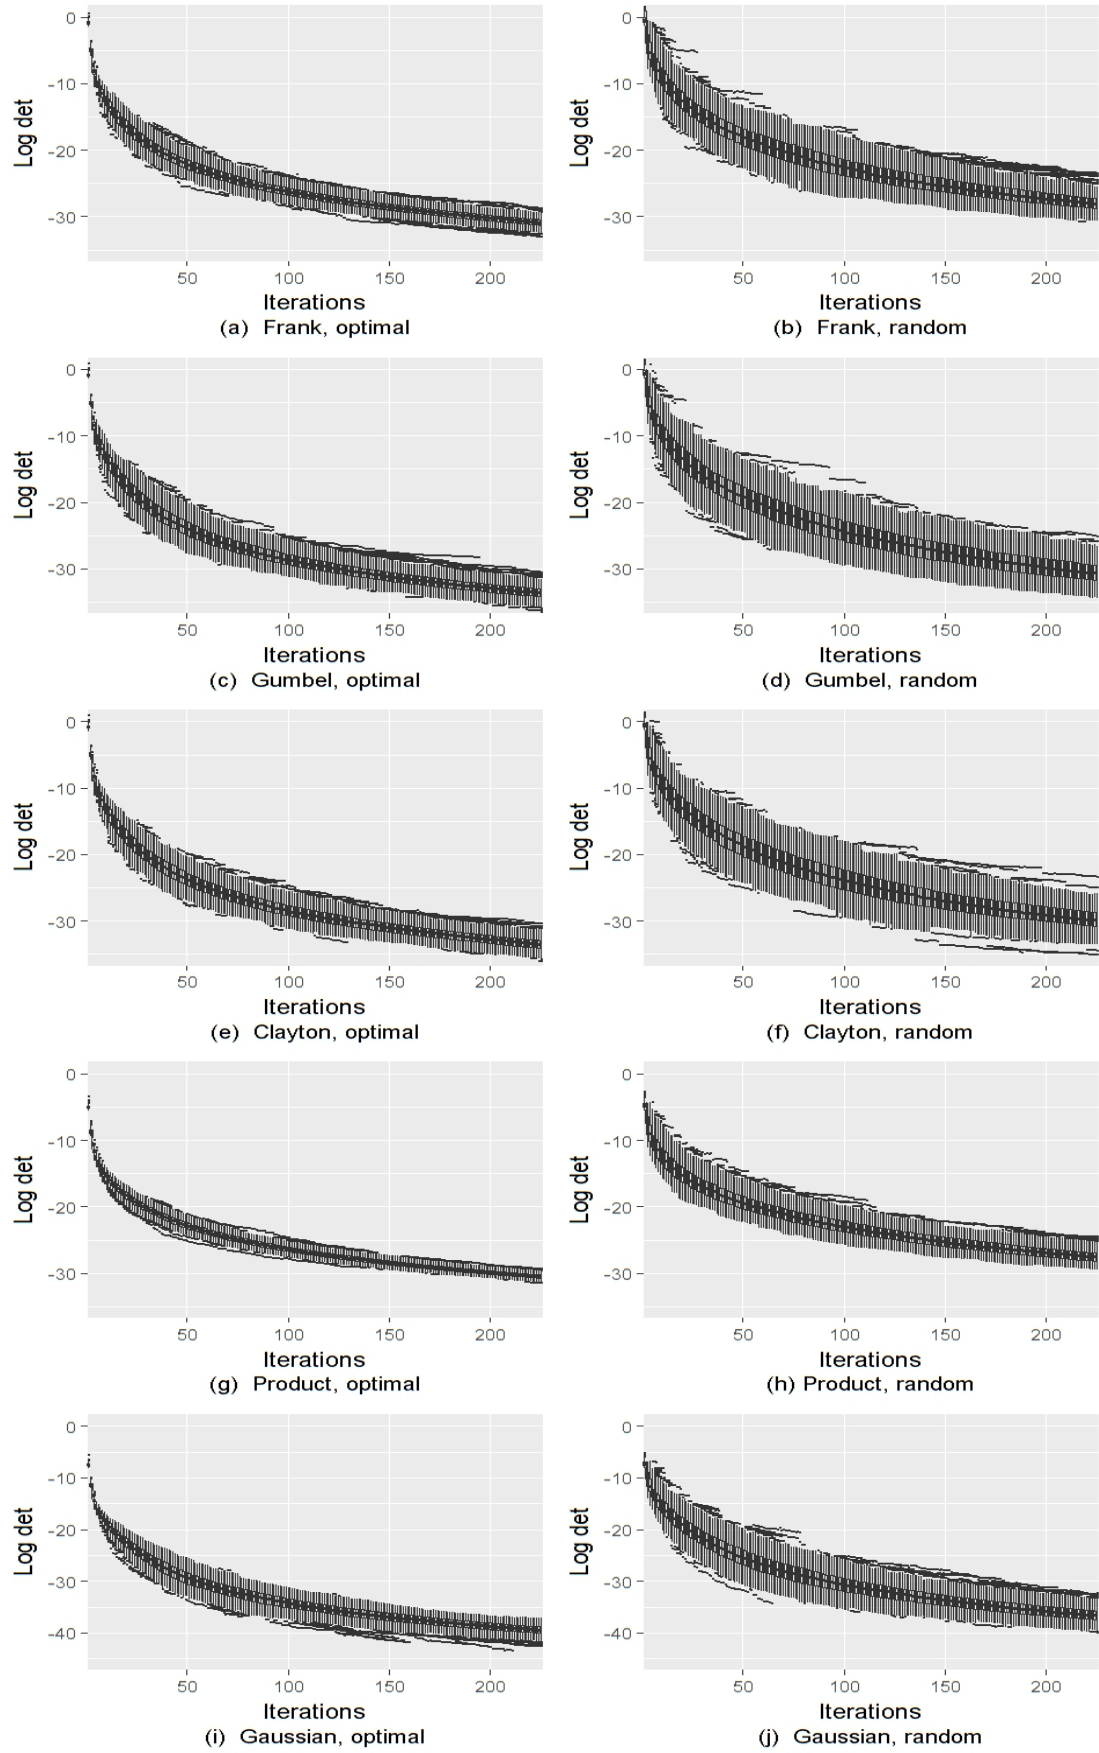 0
-10
-20
-30
Log det
50 100 150 200
Iterations
(a) Frank, optimal
0
-10
-20
-30
Log det
50 100 150 200
Iterations
(b) Frank, random
0
-10
-20
-30
Log det
50 100 150 200
Iterations
(c) Gumbel, optimal
0
-10
-20
-30
Log det
50 100 150 200
Iterations
(d) Gumbel, random
0
-10
-20
-30
Log det
50 100 150 200
Iterations
(e) Clayton, optimal
0
-10
-20
-30
Log det
50 100 150 200
Iterations
(f) Clayton, random
0
-10
-20
-30
Log det
50 100 150 200
Iterations
(g) Product, optimal
0
-10
-20
-30
Log det
50 100 150 200
Iterations
(h) Product, random
0
-10
-20
-30
-40
Log det
50 100 150 200
Iterations
(i) Gaussian, optimal
0
-10
-20
-30
-40
Log det
50 100 150 200
Iterations
(j) Gaussian, random